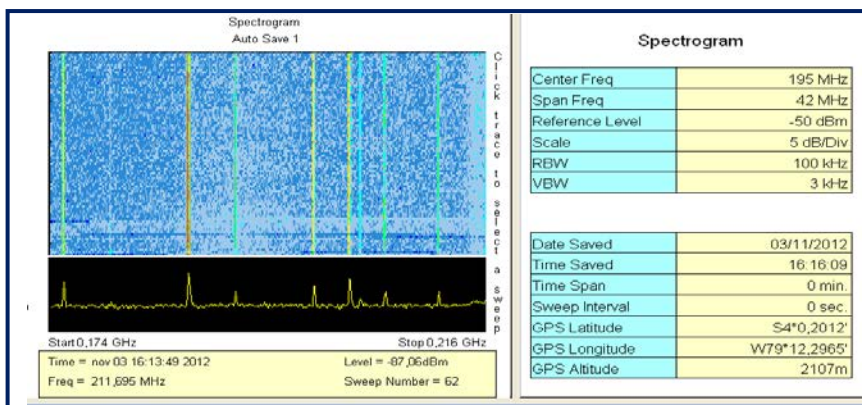 Spectrogram
Auto Save 1
Click trace to select a sweep
Start 0,174 GHz Stop 0,216 GHz
Time = nov 03 16:13:49 2012 Level = -87,06dBm
Freq = 211,695 MHz Sweep Number = 62
Spectrogram
Center Freq 195 MHz
Span Freq 42 MHz
Reference Level -50 dBm
Scale 5 dB/Div
RBW 100 kHz
VBW 3 kHz
Date Saved 03/11/2012
Time Saved 16:16:09
Time Span 0 min.
Sweep Interval 0 sec.
GPS Latitude S4*0,2012'
GPS Longitude W79*12,2965'
GPS Altitude 2107m